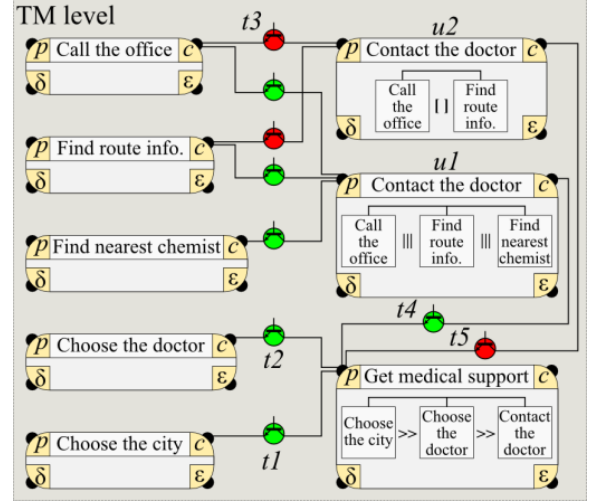 TM level
t3
u2
p Call the office c
δ ε
p Contact the doctor c
Call the office [ ] Find route info.
δ ε
p Find route info. c
δ ε
u1
p Contact the doctor c
Call the office ||| Find route info. ||| Find nearest chemist
δ ε
p Find nearest chemist c
δ ε
t4
t5
p Choose the doctor c
δ ε
t2
p Get medical support c
Choose the city >> Choose the doctor >> Contact the doctor
δ ε
p Choose the city c
δ ε
t1